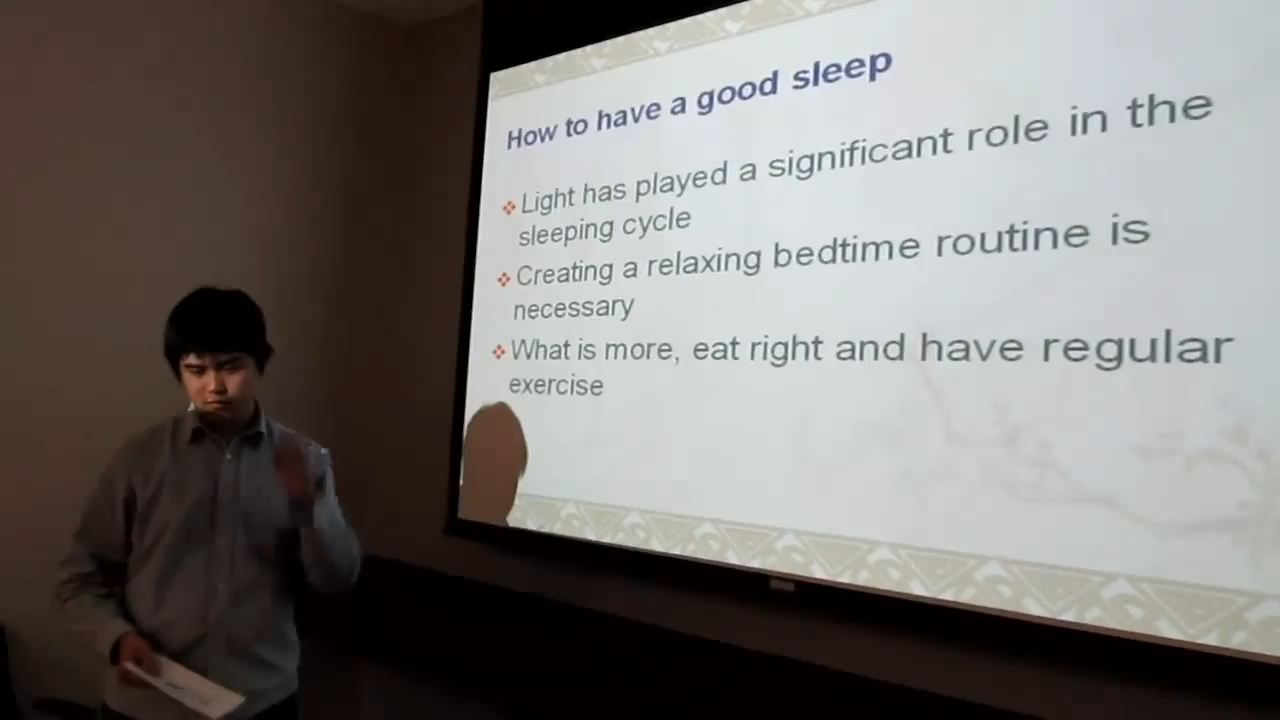 How to have a good sleep
Light has played a significant role in the
sleeping cycle
Creating a relaxing bedtime routine is
necessary
What is more, eat right and have regular
exercise